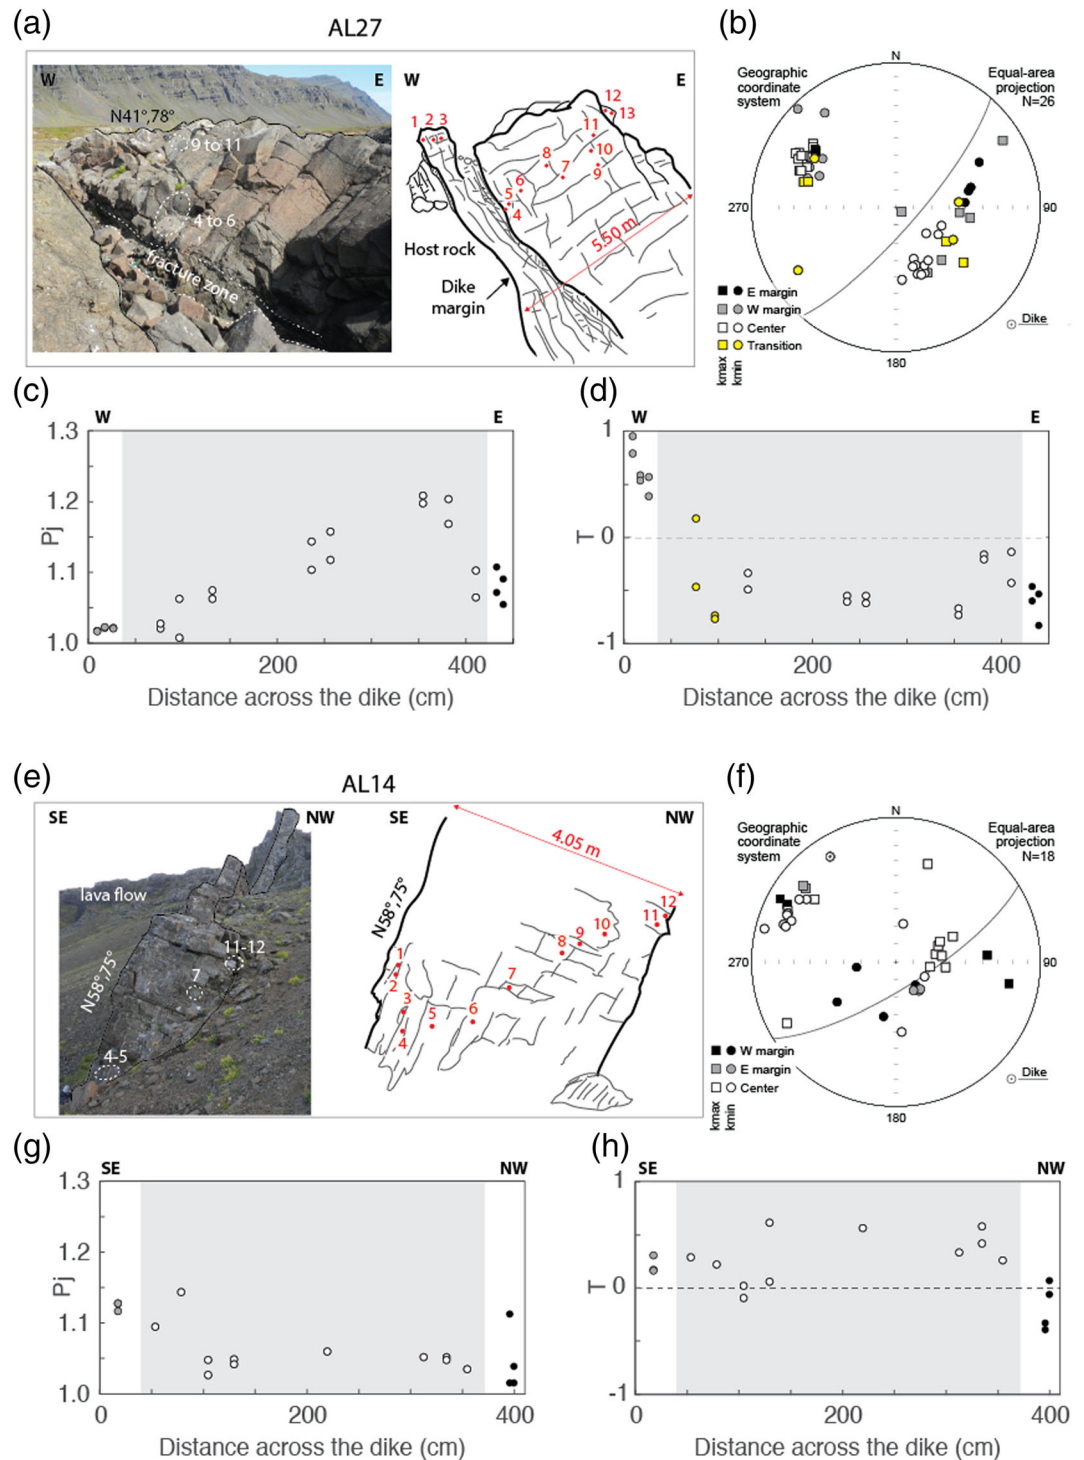 (a)
AL27
W
E
N41°,78°
9 to 11
4 to 6
fracture zone
W
E
1
2
3
12
13
11
10
9
8
7
6
5
4
5.50 m
Host rock
Dike
margin
(b)
Geographic
coordinate
system
N
Equal-area
projection
N=26
270
90
180
E margin
W margin
Center
Transition
kmax
kmin
Dike
(c)
W
E
1.3
1.2
1.1
1.0
Pj
0
200
400
Distance across the dike (cm)
(d)
W
E
1
0
-1
T
0
200
400
Distance across the dike (cm)
(e)
AL14
SE
NW
lava flow
N58°,75°
11-12
7
4-5
SE
NW
4.05 m
N58°,75°
1
2
3
4
5
6
7
8
9
10
11
12
(f)
Geographic
coordinate
system
N
Equal-area
projection
N=18
270
90
180
W margin
E margin
Center
kmax
kmin
Dike
(g)
SE
NW
1.3
1.2
1.1
1.0
Pj
0
200
400
Distance across the dike (cm)
(h)
SE
NW
1
0
-1
T
0
200
400
Distance across the dike (cm)